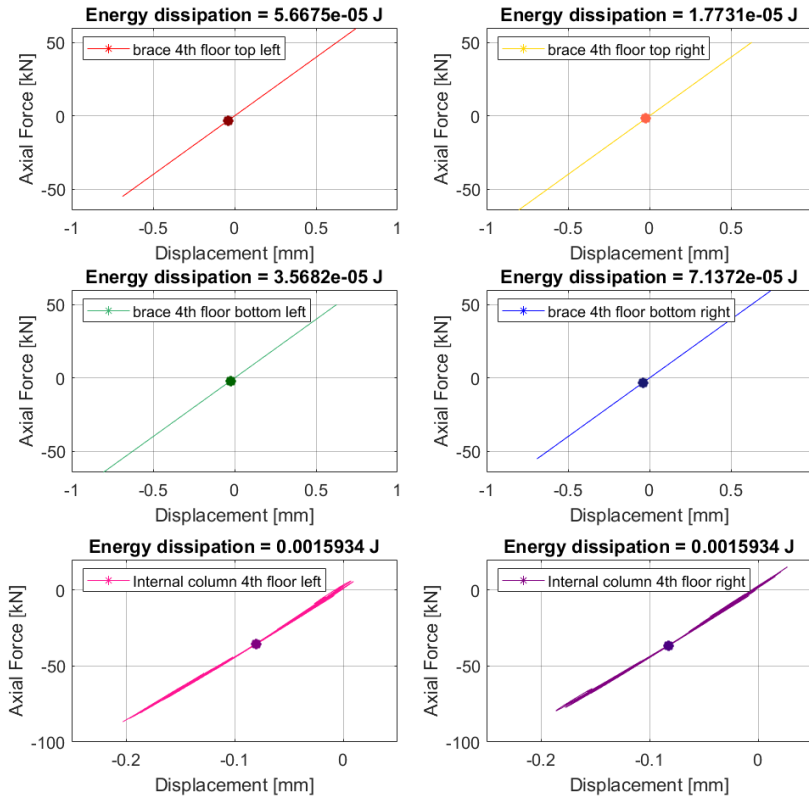 Energy dissipation = 5.6675e-05 J
50
0
-50
Axial Force [kN]
brace 4th floor top left
-1 -0.5 0 0.5 1
Displacement [mm]
Energy dissipation = 1.7731e-05 J
50
0
-50
Axial Force [kN]
brace 4th floor top right
-1 -0.5 0 0.5
Displacement [mm]
Energy dissipation = 3.5682e-05 J
50
0
-50
Axial Force [kN]
brace 4th floor bottom left
-1 -0.5 0 0.5 1
Displacement [mm]
Energy dissipation = 7.1372e-05 J
50
0
-50
Axial Force [kN]
brace 4th floor bottom right
-1 -0.5 0 0.5
Displacement [mm]
Energy dissipation = 0.0015934 J
0
-50
-100
Axial Force [kN]
Internal column 4th floor left
-0.2 -0.1 0
Displacement [mm]
Energy dissipation = 0.0015934 J
0
-50
-100
Axial Force [kN]
Internal column 4th floor right
-0.2 -0.1 0
Displacement [mm]